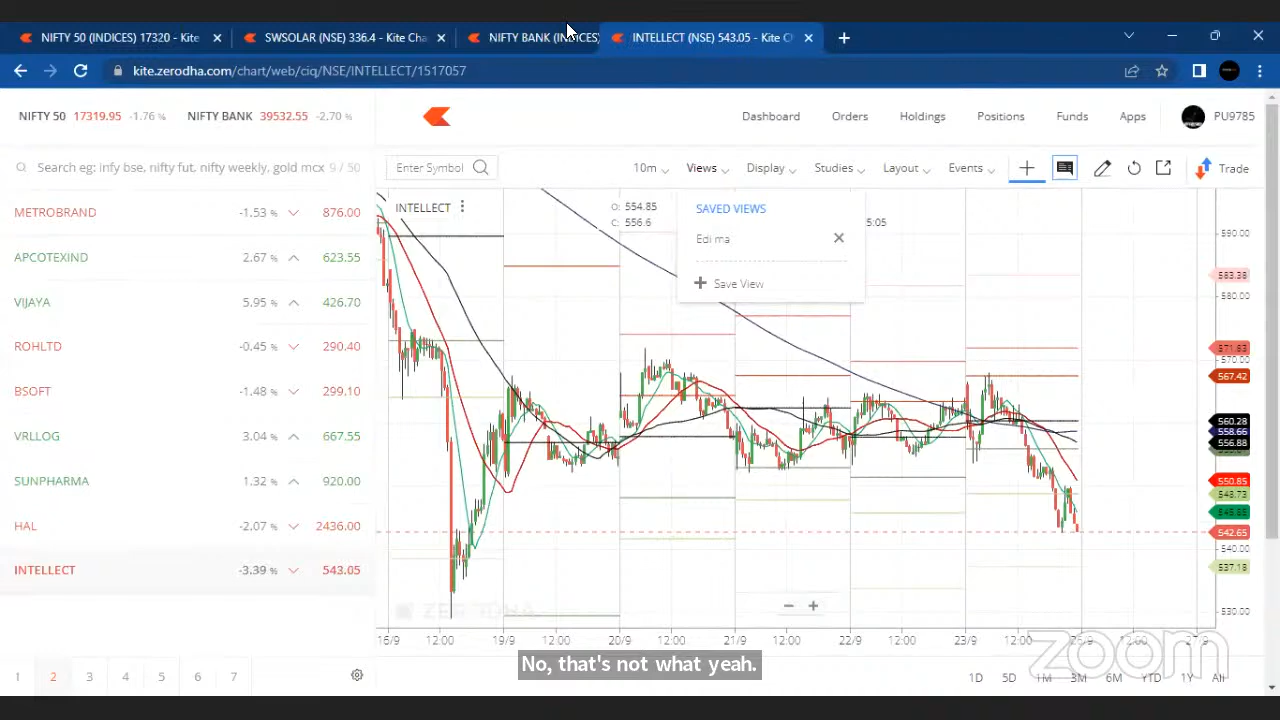 NIFTY 50 (INDICES) 17320 - Kite
SWSOLAR (NSE) 336.4 - Kite Cha
NIFTY BANK (INDICES)
INTELLECT (NSE) 543.05 - Kite C
kite.zerodha.com/chart/web/ciq/NSE/INTELLECT/1517057
NIFTY 50 17319.95 -1.76 %
NIFTY BANK 39532.55 -2.70 %
Dashboard Orders Holdings Positions Funds Apps PU9785
Search eg: infy bse, nifty fut, nifty weekly, gold mcx 9 / 50
Enter Symbol 10m Views Display Studies Layout Events Trade
METROBRAND -1.53 % 876.00
APCOTEXIND 2.67 % 623.55
VIJAYA 5.95 % 426.70
ROHLTD -0.45 % 290.40
BSOFT -1.48 % 299.10
VRLLOG 3.04 % 667.55
SUNPHARMA 1.32 % 920.00
HAL -2.07 % 2436.00
INTELLECT -3.39 % 543.05
1 2 3 4 5 6 7
INTELLECT
O: 554.85
C: 556.6
5:05
SAVED VIEWS
Edi ma
Save View
590.00
583.38
580.00
571.83
570.00
567.42
560.28
558.66
556.88
550.85
548.73
542.65
540.00
537.18
530.00
ZERODHA
16/9 12:00 19/9 12:00 20/9 12:00 21/9 12:00 22/9 12:00 23/9 12:00 12:00
zoom
No, that's not what yeah.
1D 5D 1M 3M 6M YTD 1Y All